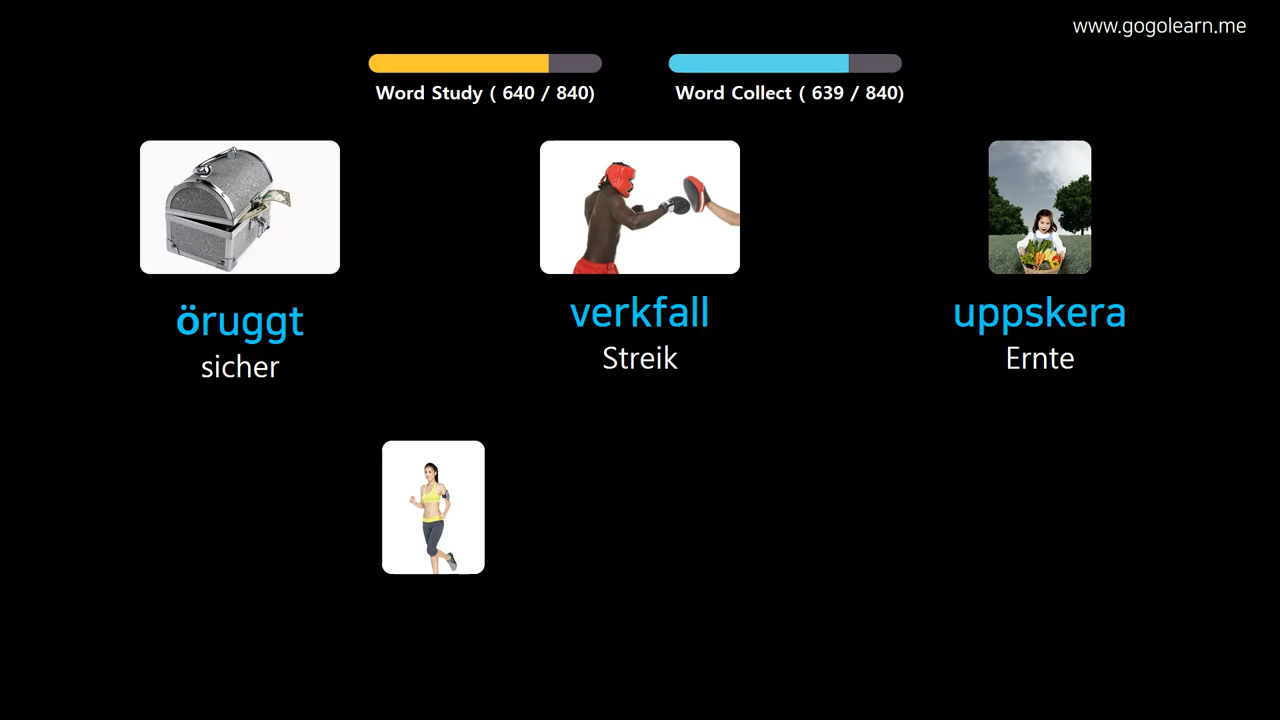 www.gogolearn.me
Word Study ( 640 / 840)
Word Collect ( 639 / 840)
öruggt
sicher
verkfall
Streik
uppskera
Ernte